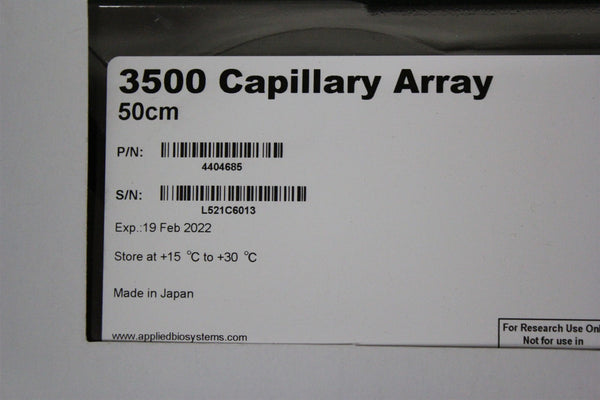 3500 Capillary Array
50cm
P/N:
4404685
S/N:
L521C6013
Exp.:19 Feb 2022
Store at +15 °C to +30 °C
Made in Japan
www.appliedbiosystems.com
For Research Use Onl
Not for use in